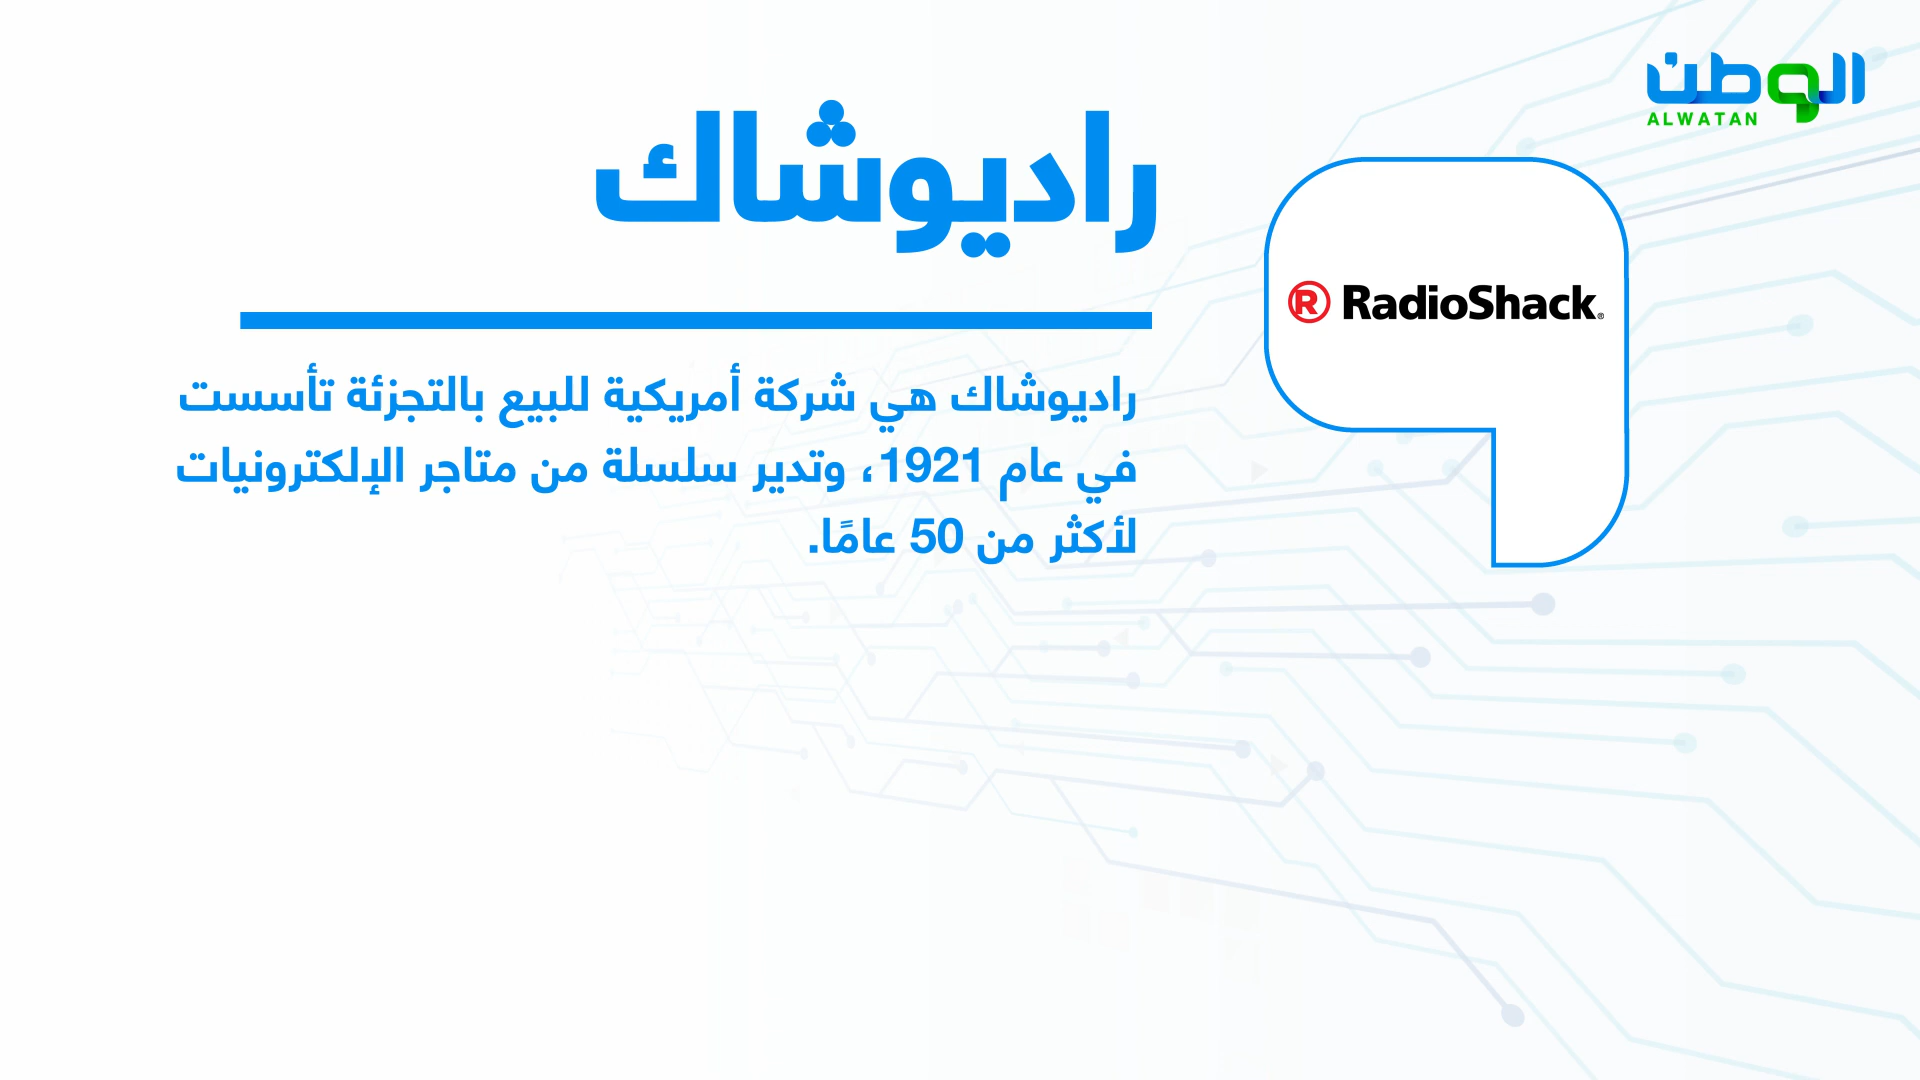 الوطن
ALWATAN
راديوشاك
RadioShack®
راديوشاك هي شركة أمريكية للبيع بالتجزئة تأسست
في عام 1921، وتدير سلسلة من متاجر الإلكترونيات
لأكثر من 50 عامًا.